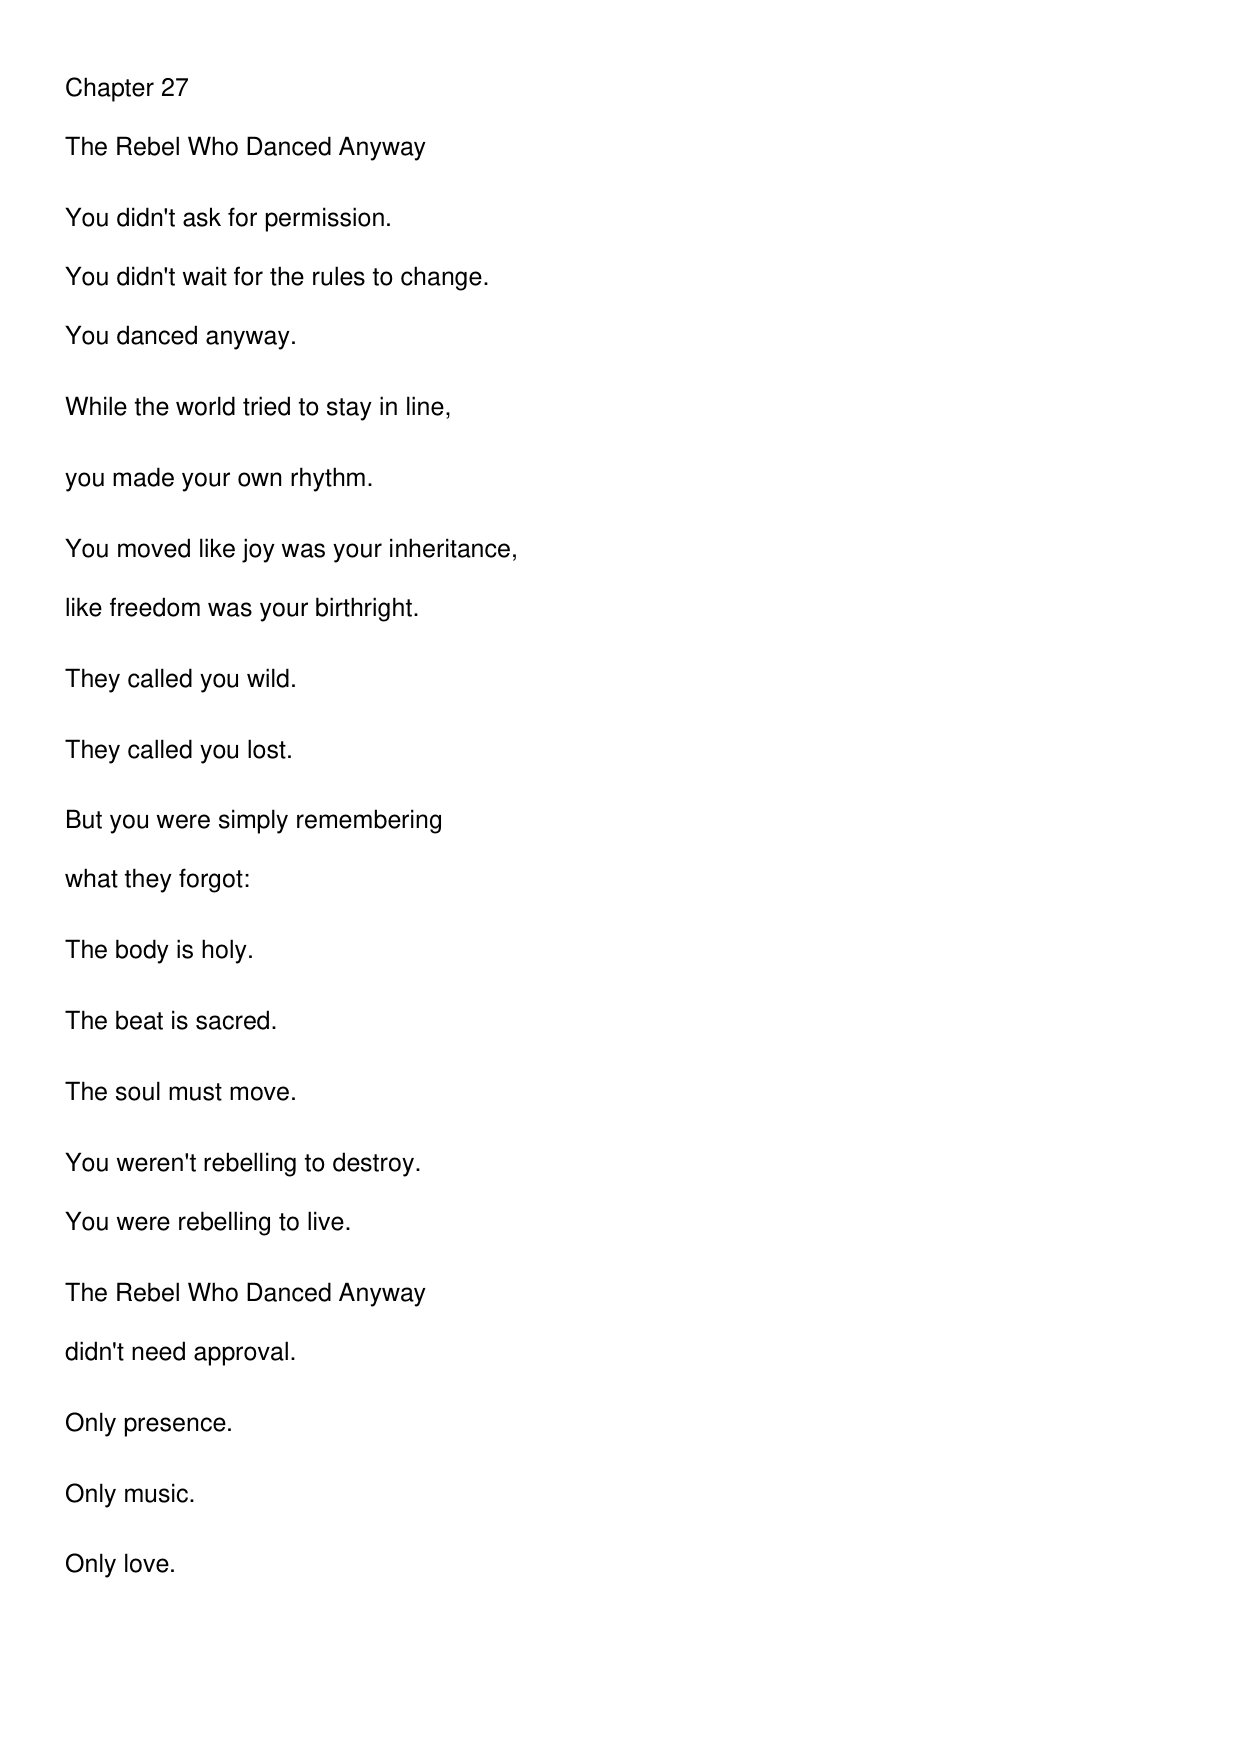 Chapter 27
The Rebel Who Danced Anyway
You didn't ask for permission.
You didn't wait for the rules to change.
You danced anyway.
While the world tried to stay in line,
you made your own rhythm.
You moved like joy was your inheritance,
like freedom was your birthright.
They called you wild.
They called you lost.
But you were simply remembering
what they forgot:
The body is holy.
The beat is sacred.
The soul must move.
You weren't rebelling to destroy.
You were rebelling to live.
The Rebel Who Danced Anyway
didn't need approval.
Only presence.
Only music.
Only love.